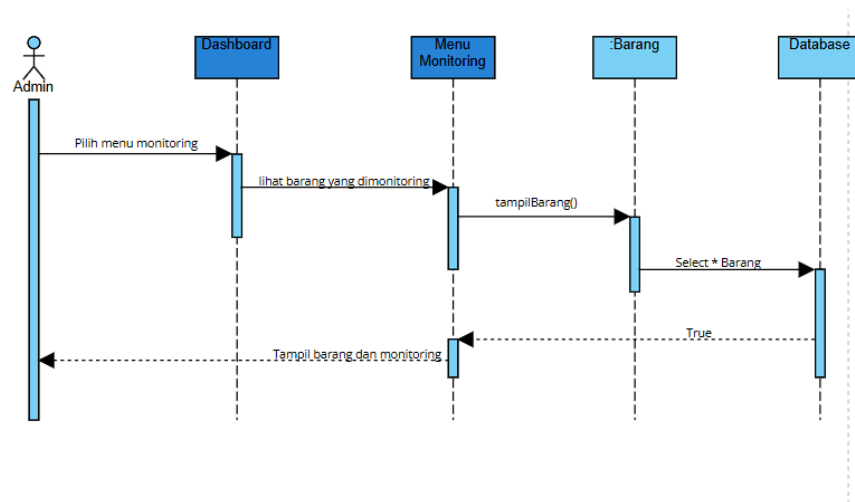 Dashboard
Menu
Monitoring
:Barang
Database
Admin
Pilih menu monitoring
lihat barang yang dimonitoring
tampilBarang()
Select * Barang
True
Tampil barang dan monitoring